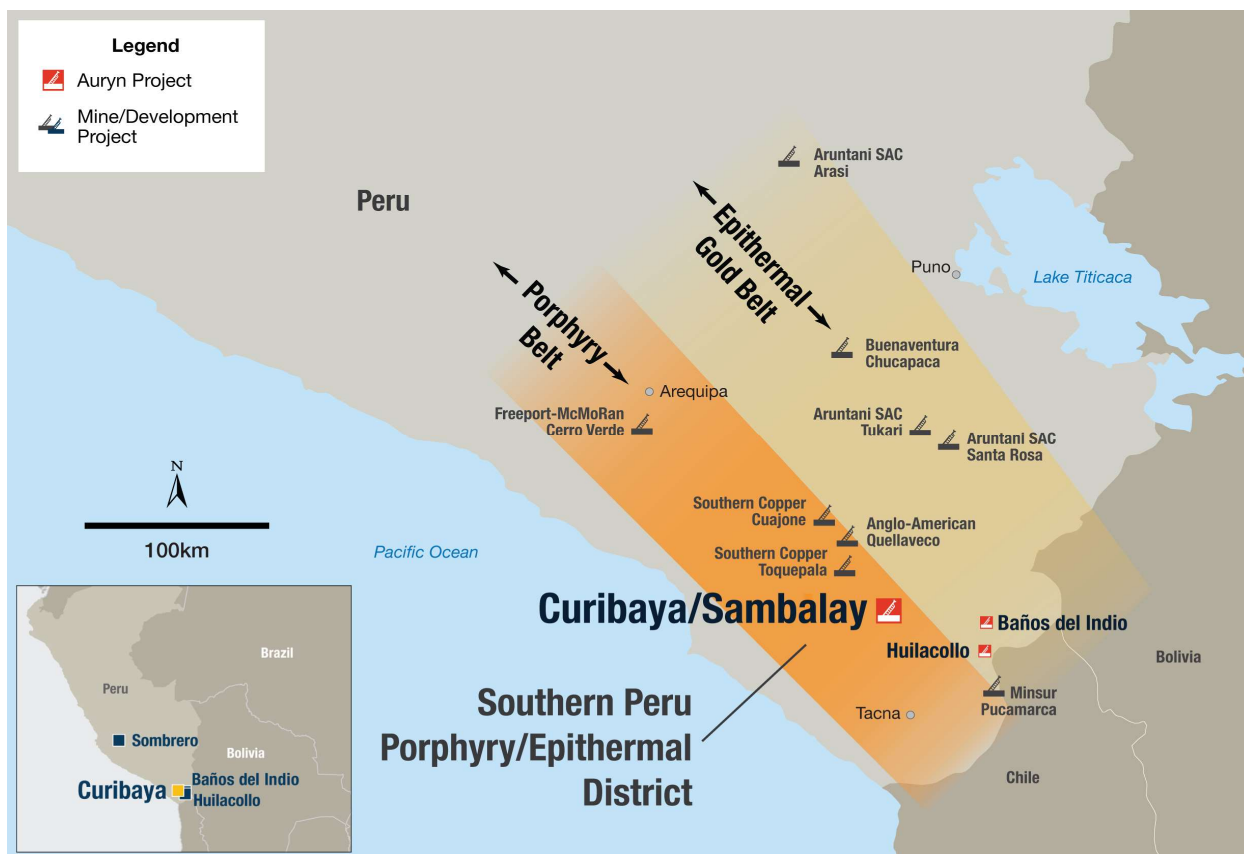 Legend
Auryn Project
Mine/Development
Project
Peru
Aruntani SAC
Arasi
Epithermal
Gold Belt
Puno
Lake Titicaca
Porphyry
Belt
Buenaventura
Chucapaca
Arequipa
Freeport-McMoRan
Cerro Verde
Aruntani SAC
Tukari
Aruntani SAC
Santa Rosa
N
100km
Pacific Ocean
Southern Copper
Cuajone
Anglo-American
Quellaveco
Southern Copper
Toquepala
Curibaya/Sambalay
Baños del Indio
Huilacollo
Bolivia
Minsur
Pucamarca
Tacna
Chile
Southern Peru
Porphyry/Epithermal
District
Brazil
Peru
Sombrero
Bolivia
Baños del Indio
Curibaya
Huilacollo